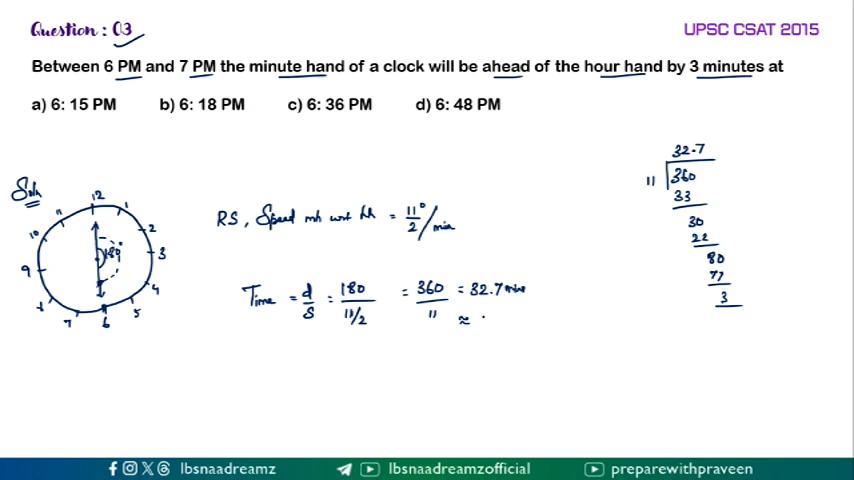 Question : 03
UPSC CSAT 2015
Between 6 PM and 7 PM the minute hand of a clock will be ahead of the hour hand by 3 minutes at
a) 6: 15 PM b) 6: 18 PM c) 6: 36 PM d) 6: 48 PM
Soln
12
1
2
3
4
5
6
7
8
9
10
11
180°
RS, Speed mh wrt hh = 11°/2 /min
Time = d/S = 180/11/2 = 360/11 = 32.7 min
≈ .
32.7
11 360
33
30
22
80
77
3
lbsnaadreamz lbsnaadreamzofficial preparewithpraveen